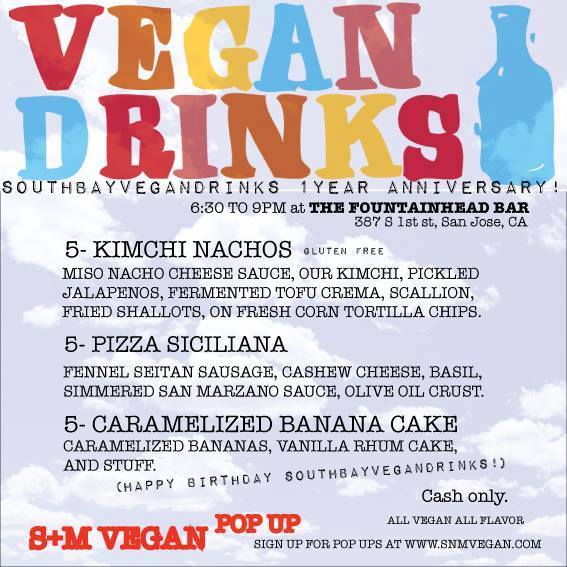 VEGAN
DRINKS
SOUTHBAYVEGANDRINKS 1YEAR ANNIVERSARY!
6:30 TO 9PM at THE FOUNTAINHEAD BAR
387 S 1st st, San Jose, CA
5- KIMCHI NACHOS GLUTEN FREE
MISO NACHO CHEESE SAUCE, OUR KIMCHI, PICKLED
JALAPENOS, FERMENTED TOFU CREMA, SCALLION,
FRIED SHALLOTS, ON FRESH CORN TORTILLA CHIPS.
5- PIZZA SICILIANA
FENNEL SEITAN SAUSAGE, CASHEW CHEESE, BASIL,
SIMMERED SAN MARZANO SAUCE, OLIVE OIL CRUST.
5- CARAMELIZED BANANA CAKE
CARAMELIZED BANANAS, VANILLA RHUM CAKE,
AND STUFF.
(HAPPY BIRTHDAY SOUTHBAYVEGANDRINKS!)
Cash only.
S+M VEGAN POP UP
ALL VEGAN ALL FLAVOR
SIGN UP FOR POP UPS AT WWW.SNMVEGAN.COM